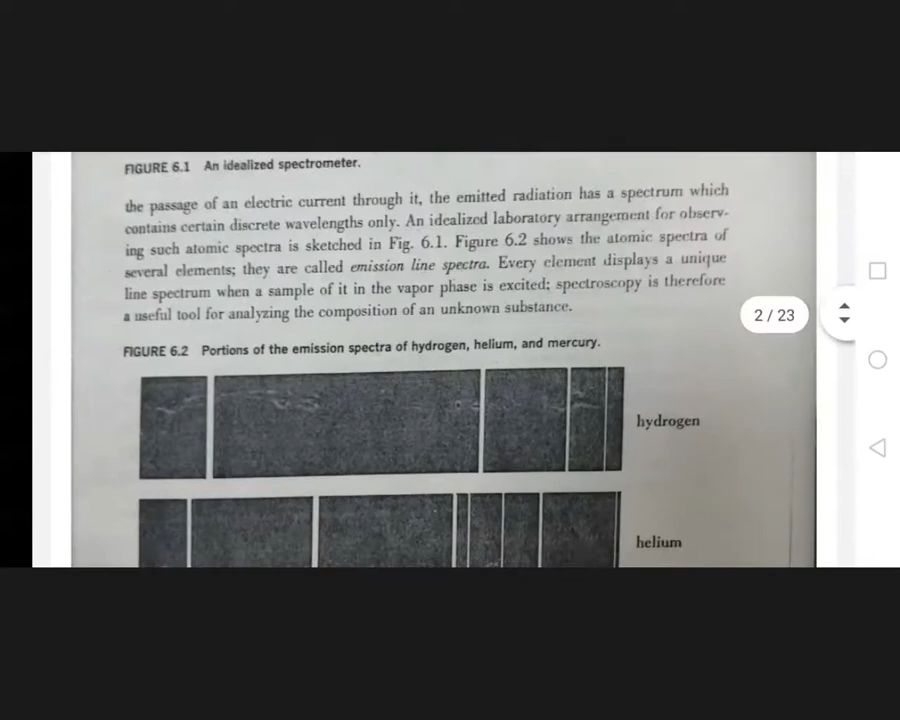 FIGURE 6.1 An idealized spectrometer.
the passage of an electric current through it, the emitted radiation has a spectrum which
contains certain discrete wavelengths only. An idealized laboratory arrangement for observ-
ing such atomic spectra is sketched in Fig. 6.1. Figure 6.2 shows the atomic spectra of
several elements; they are called emission line spectra. Every element displays a unique
line spectrum when a sample of it in the vapor phase is excited; spectroscopy is therefore
a useful tool for analyzing the composition of an unknown substance.
2 / 23
FIGURE 6.2 Portions of the emission spectra of hydrogen, helium, and mercury.
hydrogen
helium